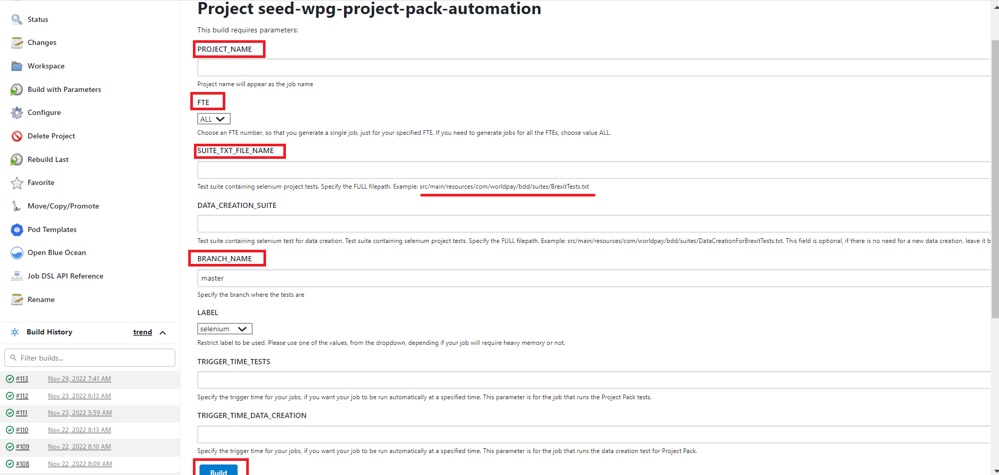 Status
Changes
Workspace
Build with Parameters
Configure
Delete Project
Rebuild Last
Favorite
Move/Copy/Promote
Pod Templates
Open Blue Ocean
Job DSL API Reference
Rename
Build History
trend
Filter builds...
#113 Nov 29, 2022 7:41 AM
#112 Nov 23, 2022 6:13 AM
#111 Nov 23, 2022 5:59 AM
#110 Nov 22, 2022 8:13 AM
#109 Nov 22, 2022 8:10 AM
#108 Nov 22, 2022 8:09 AM
Project seed-wpg-project-pack-automation
This build requires parameters:
PROJECT_NAME
Project name will appear as the job name
FTE
ALL
Choose an FTE number, so that you generate a single job, just for your specified FTE. If you need to generate jobs for all the FTEs, choose value ALL.
SUITE_TXT_FILE_NAME
Test suite containing selenium project tests. Specify the FULL filepath. Example: src/main/resources/com/worldpay/bdd/suites/BrexitTests.txt
DATA_CREATION_SUITE
Test suite containing selenium test for data creation. Test suite containing selenium project tests. Specify the FULL filepath. Example: src/main/resources/com/worldpay/bdd/suites/DataCreationForBrexitTests.txt. This field is optional, if there is no need for a new data creation, leave it b
BRANCH_NAME
master
Specify the branch where the tests are
LABEL
selenium
Restrict label to be used. Please use one of the values, from the dropdown, depending if your job will require heavy memory or not.
TRIGGER_TIME_TESTS
Specify the trigger time for your jobs, if you want your job to be run automatically at a specified time. This parameter is for the job that runs the Project Pack tests.
TRIGGER_TIME_DATA_CREATION
Specify the trigger time for your jobs, if you want your job to be run automatically at a specified time. This parameter is for the job that runs the data creation test for Project Pack.
Build